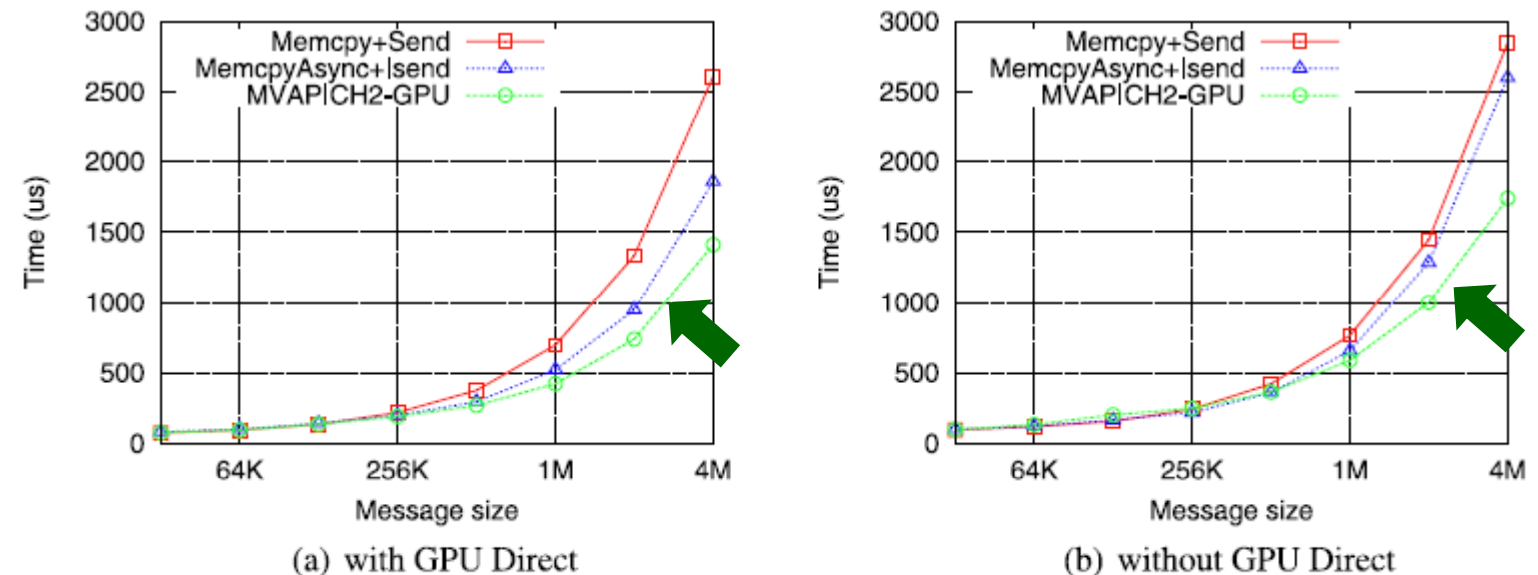 3000
2500
2000
1500
1000
500
0
Time (us)
Memcpy+Send
MemcpyAsync+Isend
MVAPICH2-GPU
64K 256K 1M 4M
Message size
(a) with GPU Direct
3000
2500
2000
1500
1000
500
0
Time (us)
Memcpy+Send
MemcpyAsync+Isend
MVAPICH2-GPU
64K 256K 1M 4M
Message size
(b) without GPU Direct